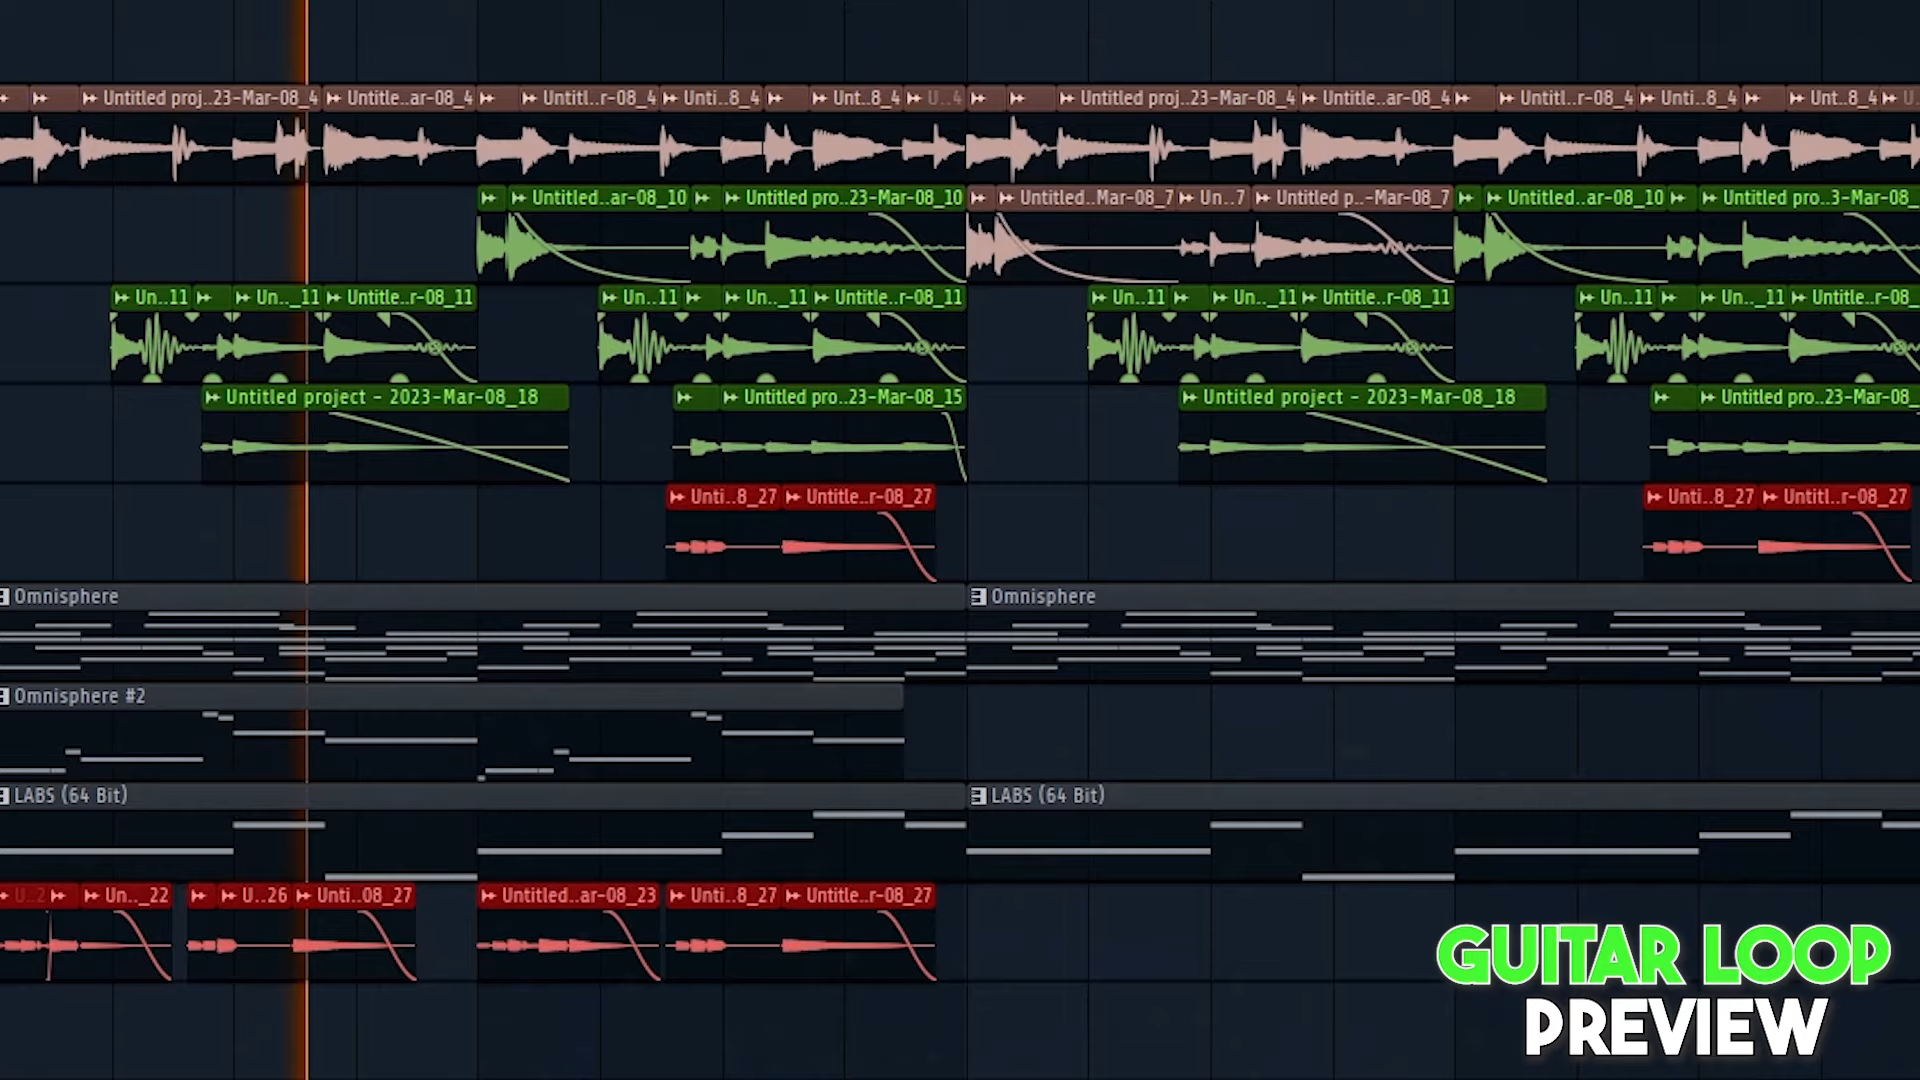 Untitled proj..23-Mar-08_4 Untitle..ar-08_4 Untitl..r-08_4 Unti..8_4 Unt..8_4 U..4 Untitled proj..23-Mar-08_4 Untitle..ar-08_4 Untitl..r-08_4 Unti..8_4 Unt..8_4 U..
Untitled..ar-08_10 Untitled pro..23-Mar-08_10 Untitled..Mar-08_7 Un..7 Untitled p..-Mar-08_7 Untitled..ar-08_10 Untitled pro..3-Mar-08_
Un..11 Un.._11 Untitle..r-08_11 Un..11 Un.._11 Untitle..r-08_11 Un..11 Un.._11 Untitle..r-08_11 Un..11 Un.._11 Untitle..r-08_
Untitled project - 2023-Mar-08_18 Untitled pro..23-Mar-08_15 Untitled project - 2023-Mar-08_18 Untitled pro..23-Mar-08_
Unti..8_27 Untitle..r-08_27 Unti..8_27 Untitl..r-08_27
Omnisphere Omnisphere
Omnisphere #2
LABS (64 Bit) LABS (64 Bit)
U..2 Un.._22 U..26 Unti..08_27 Untitled..ar-08_23 Unti..8_27 Untitle..r-08_27
GUITAR LOOP
PREVIEW